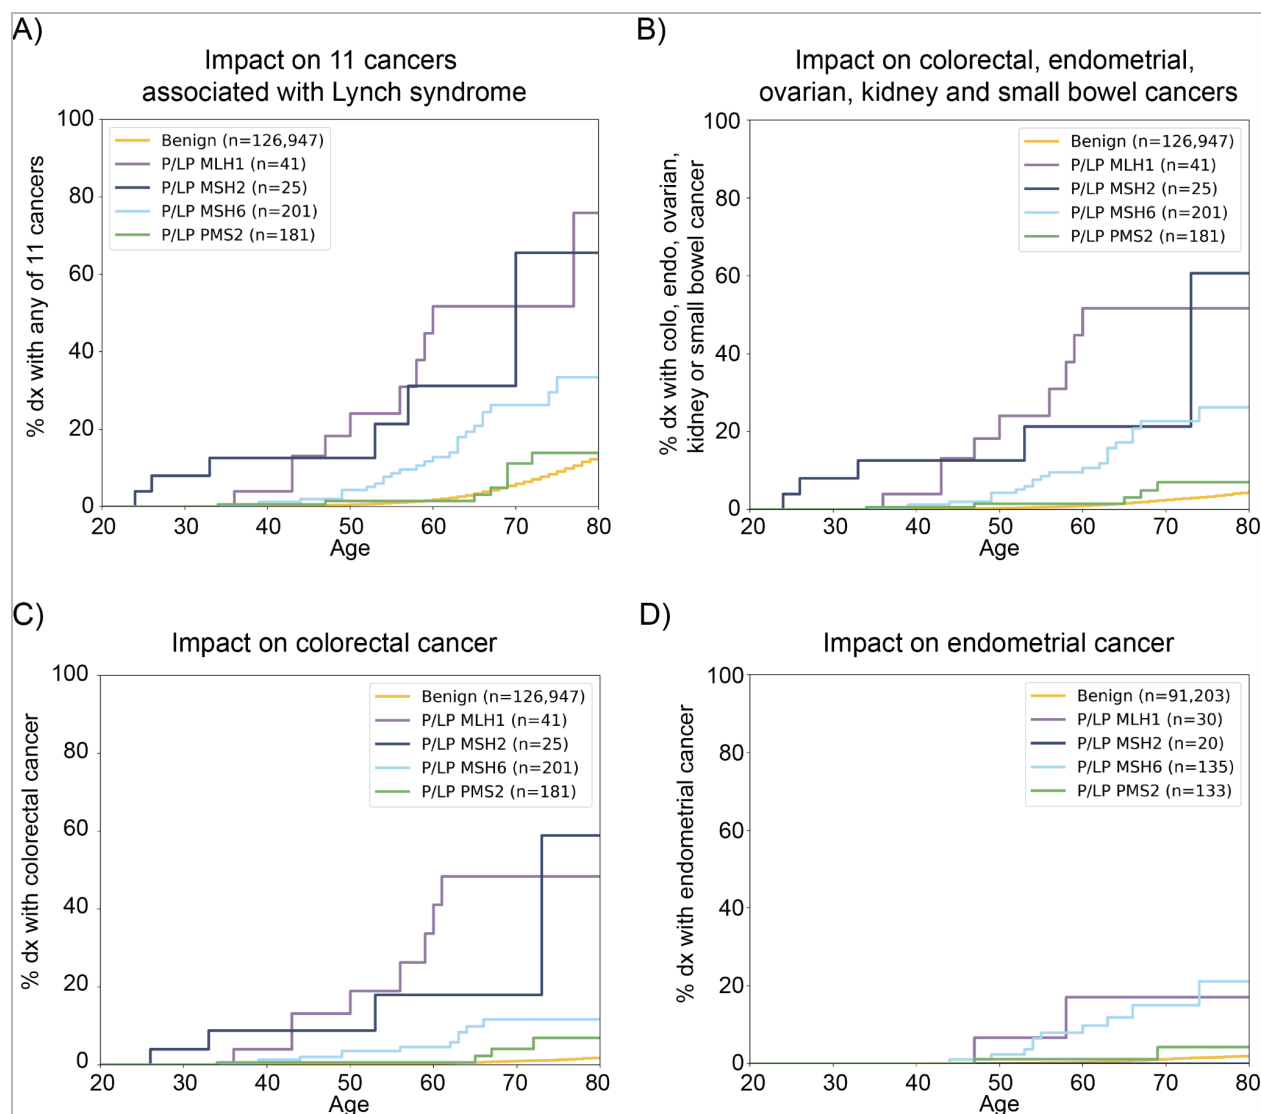 A)
Impact on 11 cancers
associated with Lynch syndrome
% dx with any of 11 cancers
100
80
60
40
20
0
Benign (n=126,947)
P/LP MLH1 (n=41)
P/LP MSH2 (n=25)
P/LP MSH6 (n=201)
P/LP PMS2 (n=181)
20 30 40 50 60 70 80
Age
B)
Impact on colorectal, endometrial,
ovarian, kidney and small bowel cancers
% dx with colo, endo, ovarian,
kidney or small bowel cancer
100
80
60
40
20
0
Benign (n=126,947)
P/LP MLH1 (n=41)
P/LP MSH2 (n=25)
P/LP MSH6 (n=201)
P/LP PMS2 (n=181)
20 30 40 50 60 70 80
Age
C)
Impact on colorectal cancer
% dx with colorectal cancer
100
80
60
40
20
0
Benign (n=126,947)
P/LP MLH1 (n=41)
P/LP MSH2 (n=25)
P/LP MSH6 (n=201)
P/LP PMS2 (n=181)
20 30 40 50 60 70 80
Age
D)
Impact on endometrial cancer
% dx with endometrial cancer
100
80
60
40
20
0
Benign (n=91,203)
P/LP MLH1 (n=30)
P/LP MSH2 (n=20)
P/LP MSH6 (n=135)
P/LP PMS2 (n=133)
20 30 40 50 60 70 80
Age